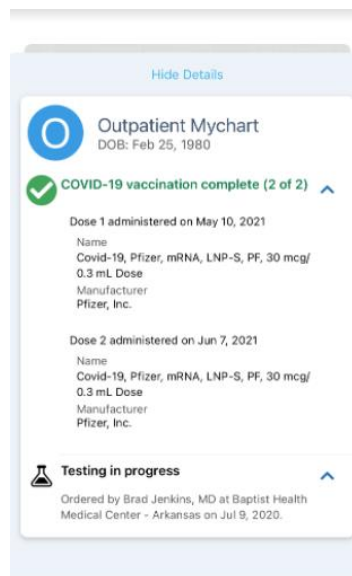 Hide Details
O
Outpatient Mychart
DOB: Feb 25, 1980
COVID-19 vaccination complete (2 of 2)
Dose 1 administered on May 10, 2021
Name
Covid-19, Pfizer, mRNA, LNP-S, PF, 30 mcg/
0.3 mL Dose
Manufacturer
Pfizer, Inc.
Dose 2 administered on Jun 7, 2021
Name
Covid-19, Pfizer, mRNA, LNP-S, PF, 30 mcg/
0.3 mL Dose
Manufacturer
Pfizer, Inc.
Testing in progress
Ordered by Brad Jenkins, MD at Baptist Health
Medical Center - Arkansas on Jul 9, 2020.